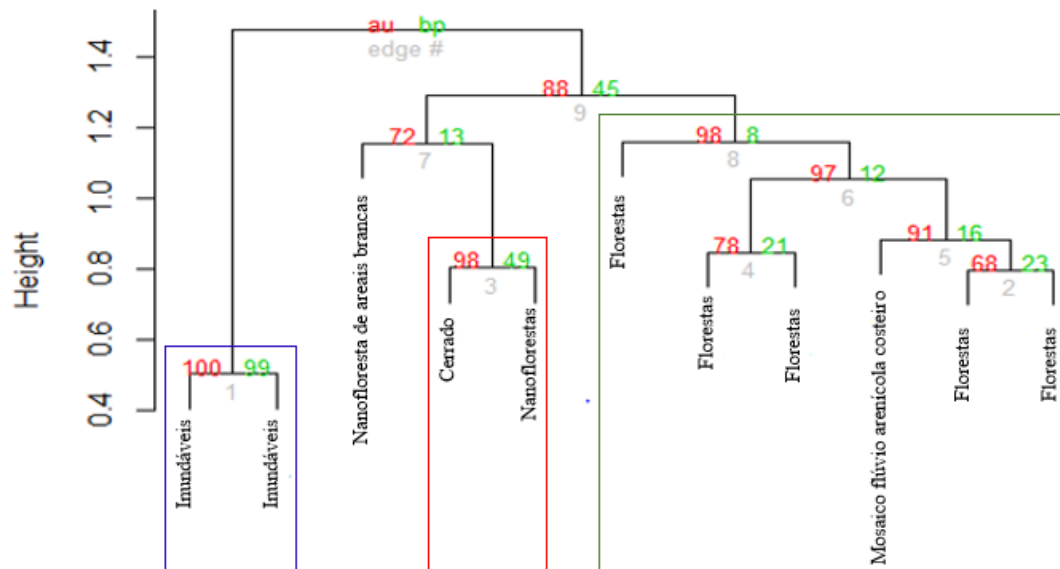 au bp
edge #
88 45
9
72 13
7
98 8
8
97 12
6
91 16
5
78 21
4
68 23
2
98 49
3
100 99
1
Height
1.4
1.2
1.0
0.8
0.6
0.4
Inundáveis
Inundáveis
Nanofloresta de areais brancas
Cerrado
Nanoflorestas
Florestas
Florestas
Florestas
Mosaico flúvio arenícola costeiro
Florestas
Florestas